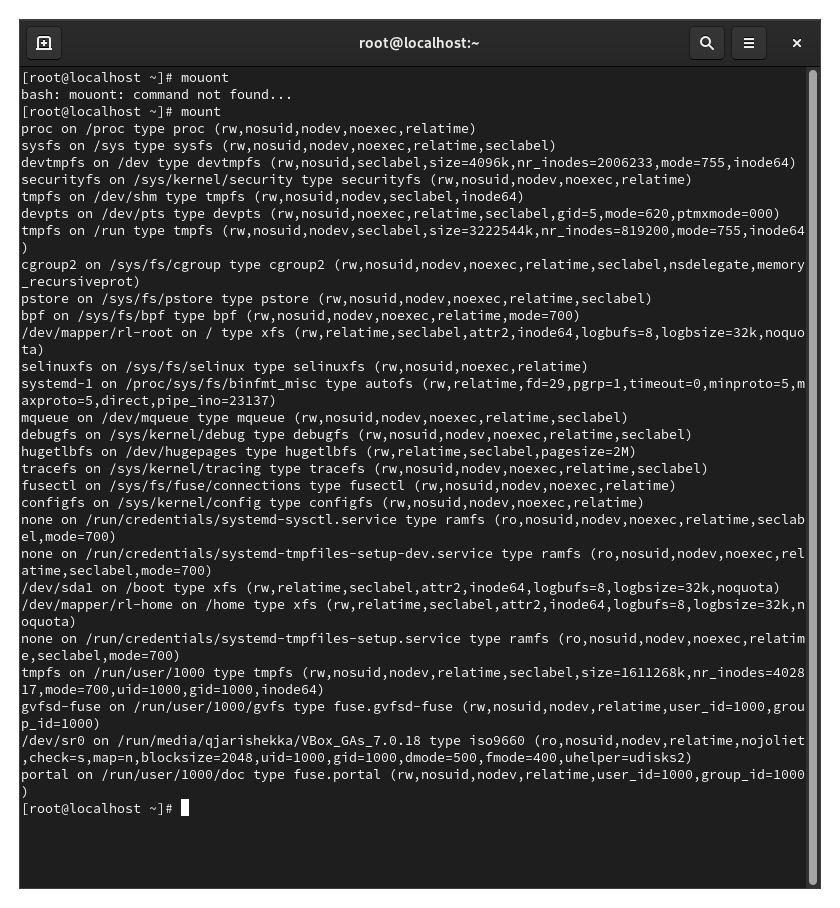 root@localhost:~
[root@localhost ~]# mouont
bash: mouont: command not found...
[root@localhost ~]# mount
proc on /proc type proc (rw,nosuid,nodev,noexec,relatime)
sysfs on /sys type sysfs (rw,nosuid,nodev,noexec,relatime,seclabel)
devtmpfs on /dev type devtmpfs (rw,nosuid,seclabel,size=4096k,nr_inodes=2006233,mode=755,inode64)
securityfs on /sys/kernel/security type securityfs (rw,nosuid,nodev,noexec,relatime)
tmpfs on /dev/shm type tmpfs (rw,nosuid,nodev,seclabel,inode64)
devpts on /dev/pts type devpts (rw,nosuid,noexec,relatime,seclabel,gid=5,mode=620,ptmxmode=000)
tmpfs on /run type tmpfs (rw,nosuid,nodev,seclabel,size=3222544k,nr_inodes=819200,mode=755,inode64
)
cgroup2 on /sys/fs/cgroup type cgroup2 (rw,nosuid,nodev,noexec,relatime,seclabel,nsdelegate,memory
_recursiveprot)
pstore on /sys/fs/pstore type pstore (rw,nosuid,nodev,noexec,relatime,seclabel)
bpf on /sys/fs/bpf type bpf (rw,nosuid,nodev,noexec,relatime,mode=700)
/dev/mapper/rl-root on / type xfs (rw,relatime,seclabel,attr2,inode64,logbufs=8,logbsize=32k,noquo
ta)
selinuxfs on /sys/fs/selinux type selinuxfs (rw,nosuid,noexec,relatime)
systemd-1 on /proc/sys/fs/binfmt_misc type autofs (rw,relatime,fd=29,pgrp=1,timeout=0,minproto=5,m
axproto=5,direct,pipe_ino=23137)
mqueue on /dev/mqueue type mqueue (rw,nosuid,nodev,noexec,relatime,seclabel)
debugfs on /sys/kernel/debug type debugfs (rw,nosuid,nodev,noexec,relatime,seclabel)
hugetlbfs on /dev/hugepages type hugetlbfs (rw,relatime,seclabel,pagesize=2M)
tracefs on /sys/kernel/tracing type tracefs (rw,nosuid,nodev,noexec,relatime,seclabel)
fusectl on /sys/fs/fuse/connections type fusectl (rw,nosuid,nodev,noexec,relatime)
configfs on /sys/kernel/config type configfs (rw,nosuid,nodev,noexec,relatime)
none on /run/credentials/systemd-sysctl.service type ramfs (ro,nosuid,nodev,noexec,relatime,seclab
el,mode=700)
none on /run/credentials/systemd-tmpfiles-setup-dev.service type ramfs (ro,nosuid,nodev,noexec,rel
atime,seclabel,mode=700)
/dev/sda1 on /boot type xfs (rw,relatime,seclabel,attr2,inode64,logbufs=8,logbsize=32k,noquota)
/dev/mapper/rl-home on /home type xfs (rw,relatime,seclabel,attr2,inode64,logbufs=8,logbsize=32k,n
oquota)
none on /run/credentials/systemd-tmpfiles-setup.service type ramfs (ro,nosuid,nodev,noexec,relatim
e,seclabel,mode=700)
tmpfs on /run/user/1000 type tmpfs (rw,nosuid,nodev,relatime,seclabel,size=1611268k,nr_inodes=4028
17,mode=700,uid=1000,gid=1000,inode64)
gvfsd-fuse on /run/user/1000/gvfs type fuse.gvfsd-fuse (rw,nosuid,nodev,relatime,user_id=1000,grou
p_id=1000)
/dev/sr0 on /run/media/qjarishekka/VBox_GAs_7.0.18 type iso9660 (ro,nosuid,nodev,relatime,nojoliet
,check=s,map=n,blocksize=2048,uid=1000,gid=1000,dmode=500,fmode=400,uhelper=udisks2)
portal on /run/user/1000/doc type fuse.portal (rw,nosuid,nodev,relatime,user_id=1000,group_id=1000
)
[root@localhost ~]#